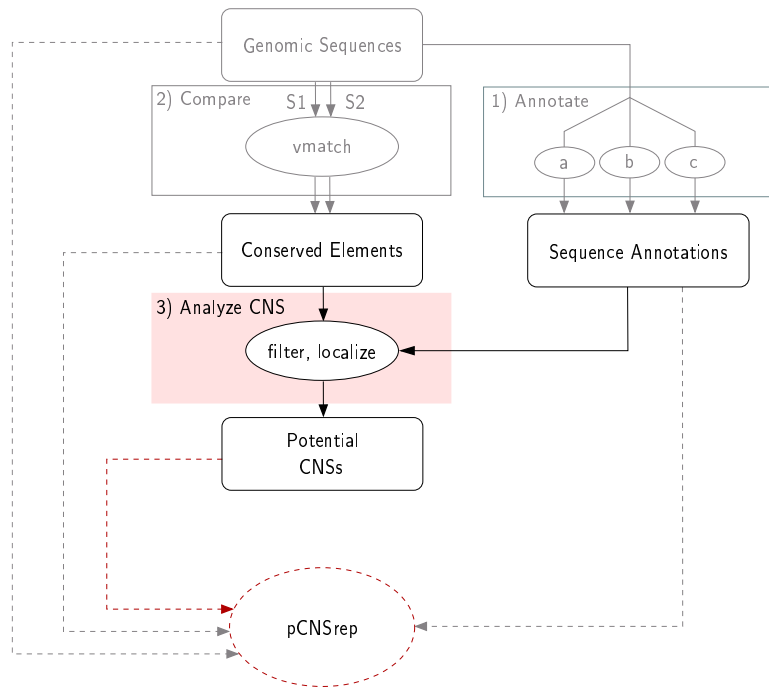 Genomic Sequences
2) Compare
S1
S2
1) Annotate
vmatch
a
b
c
Conserved Elements
Sequence Annotations
3) Analyze CNS
filter, localize
Potential
CNSs
pCNSrep